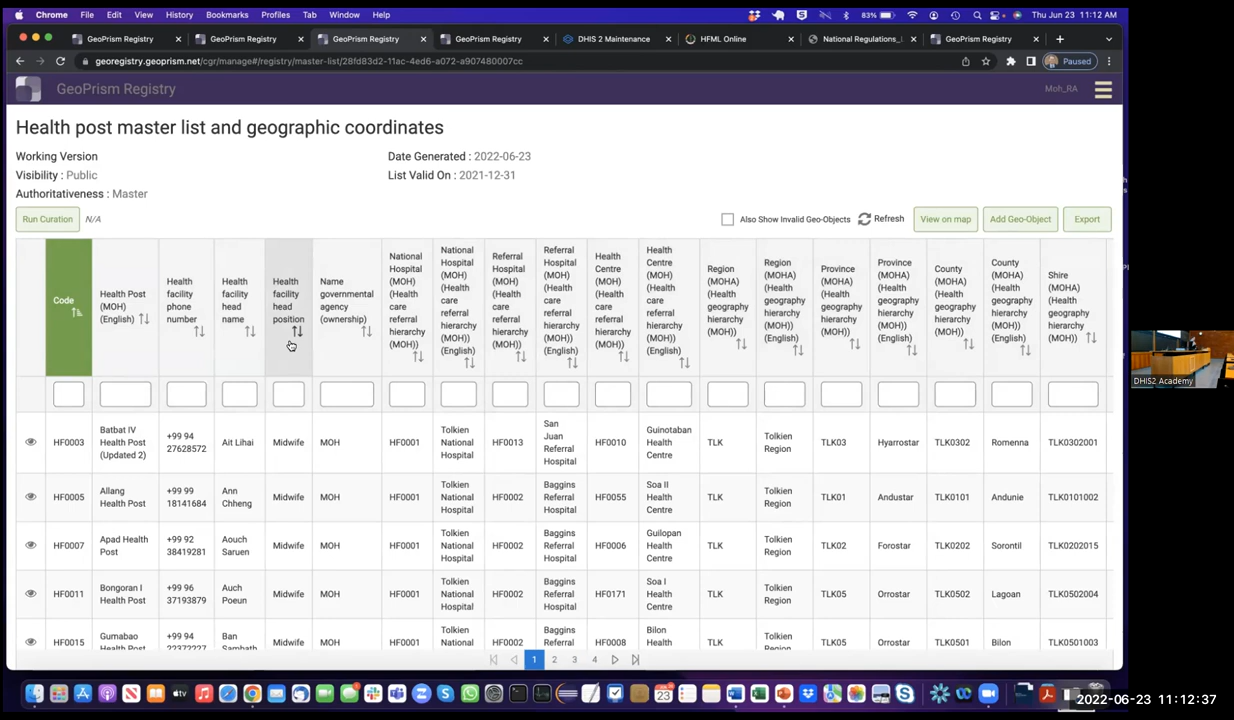 Chrome File Edit View History Bookmarks Profiles Tab Window Help 83% Thu Jun 23 11:12 AM
GeoPrism Registry GeoPrism Registry GeoPrism Registry GeoPrism Registry DHIS 2 Maintenance HFML Online National Regulations_ GeoPrism Registry
georegistry.geoprism.net/cgr/manage#/registry/master-list/28fd83d2-11ac-4ed6-a072-a907480007cc Paused
GeoPrism Registry Moh_RA
Health post master list and geographic coordinates
Working Version Date Generated : 2022-06-23
Visibility : Public List Valid On : 2021-12-31
Authoritativeness : Master
Run Curation N/A Also Show Invalid Geo-Objects Refresh View on map Add Geo-Object Export
Code
Health Post
(MOH)
(English)
Health
facility
phone
number
Health
facility
head
name
Health
facility
head
position
Name
governmental
agency
(ownership)
National
Hospital
(MOH)
(Health
care
referral
hierarchy
(MOH))
National
Hospital
(MOH)
(Health
care
referral
hierarchy
(MOH))
(English)
Referral
Hospital
(MOH)
(Health
care
referral
hierarchy
(MOH))
Referral
Hospital
(MOH)
(Health
care
referral
hierarchy
(MOH))
(English)
Health
Centre
(MOH)
(Health
care
referral
hierarchy
(MOH))
Health
Centre
(MOH)
(Health
care
referral
hierarchy
(MOH))
(English)
Region
(MOHA)
(Health
geography
hierarchy
(MOH))
Region
(MOHA)
(Health
geography
hierarchy
(MOH))
(English)
Province
(MOHA)
(Health
geography
hierarchy
(MOH))
Province
(MOHA)
(Health
geography
hierarchy
(MOH))
(English)
County
(MOHA)
(Health
geography
hierarchy
(MOH))
County
(MOHA)
(Health
geography
hierarchy
(MOH))
(English)
Shire
(MOHA)
(Health
geography
hierarchy
(MOH))
HF0003
Batbat IV
Health Post
(Updated 2)
+99 94
27628572
Ait Lihai
Midwife
MOH
HF0001
Tolkien
National
Hospital
HF0013
San
Juan
Referral
Hospital
HF0010
Guinotaban
Health
Centre
TLK
Tolkien
Region
TLK03
Hyarrostar
TLK0302
Romenna
TLK0302001
HF0005
Allang
Health Post
+99 99
18141684
Ann
Chheng
Midwife
MOH
HF0001
Tolkien
National
Hospital
HF0002
Baggins
Referral
Hospital
HF0055
Soa II
Health
Centre
TLK
Tolkien
Region
TLK01
Andustar
TLK0101
Andunie
TLK0101002
HF0007
Apad Health
Post
+99 92
38419281
Aouch
Saruen
Midwife
MOH
HF0001
Tolkien
National
Hospital
HF0002
Baggins
Referral
Hospital
HF0006
Guilopan
Health
Centre
TLK
Tolkien
Region
TLK02
Forostar
TLK0202
Sorontil
TLK0202015
HF0011
Bongoran I
Health Post
+99 96
37193879
Auch
Poeun
Midwife
MOH
HF0001
Tolkien
National
Hospital
HF0002
Baggins
Referral
Hospital
HF0171
Soa I
Health
Centre
TLK
Tolkien
Region
TLK05
Orrostar
TLK0502
Lagoan
TLK0502004
HF0015
Gumabao
Health Post
+99 94
22372227
Ban
Sambath
Midwife
MOH
HF0001
Tolkien
National
HF0002
Baggins
Referral
HF0008
Bilon
Health
TLK
Tolkien
Region
TLK05
Orrostar
TLK0501
Bilon
TLK0501003
1 2 3 4
DHIS2 Academy
2022-06-23 11:12:37